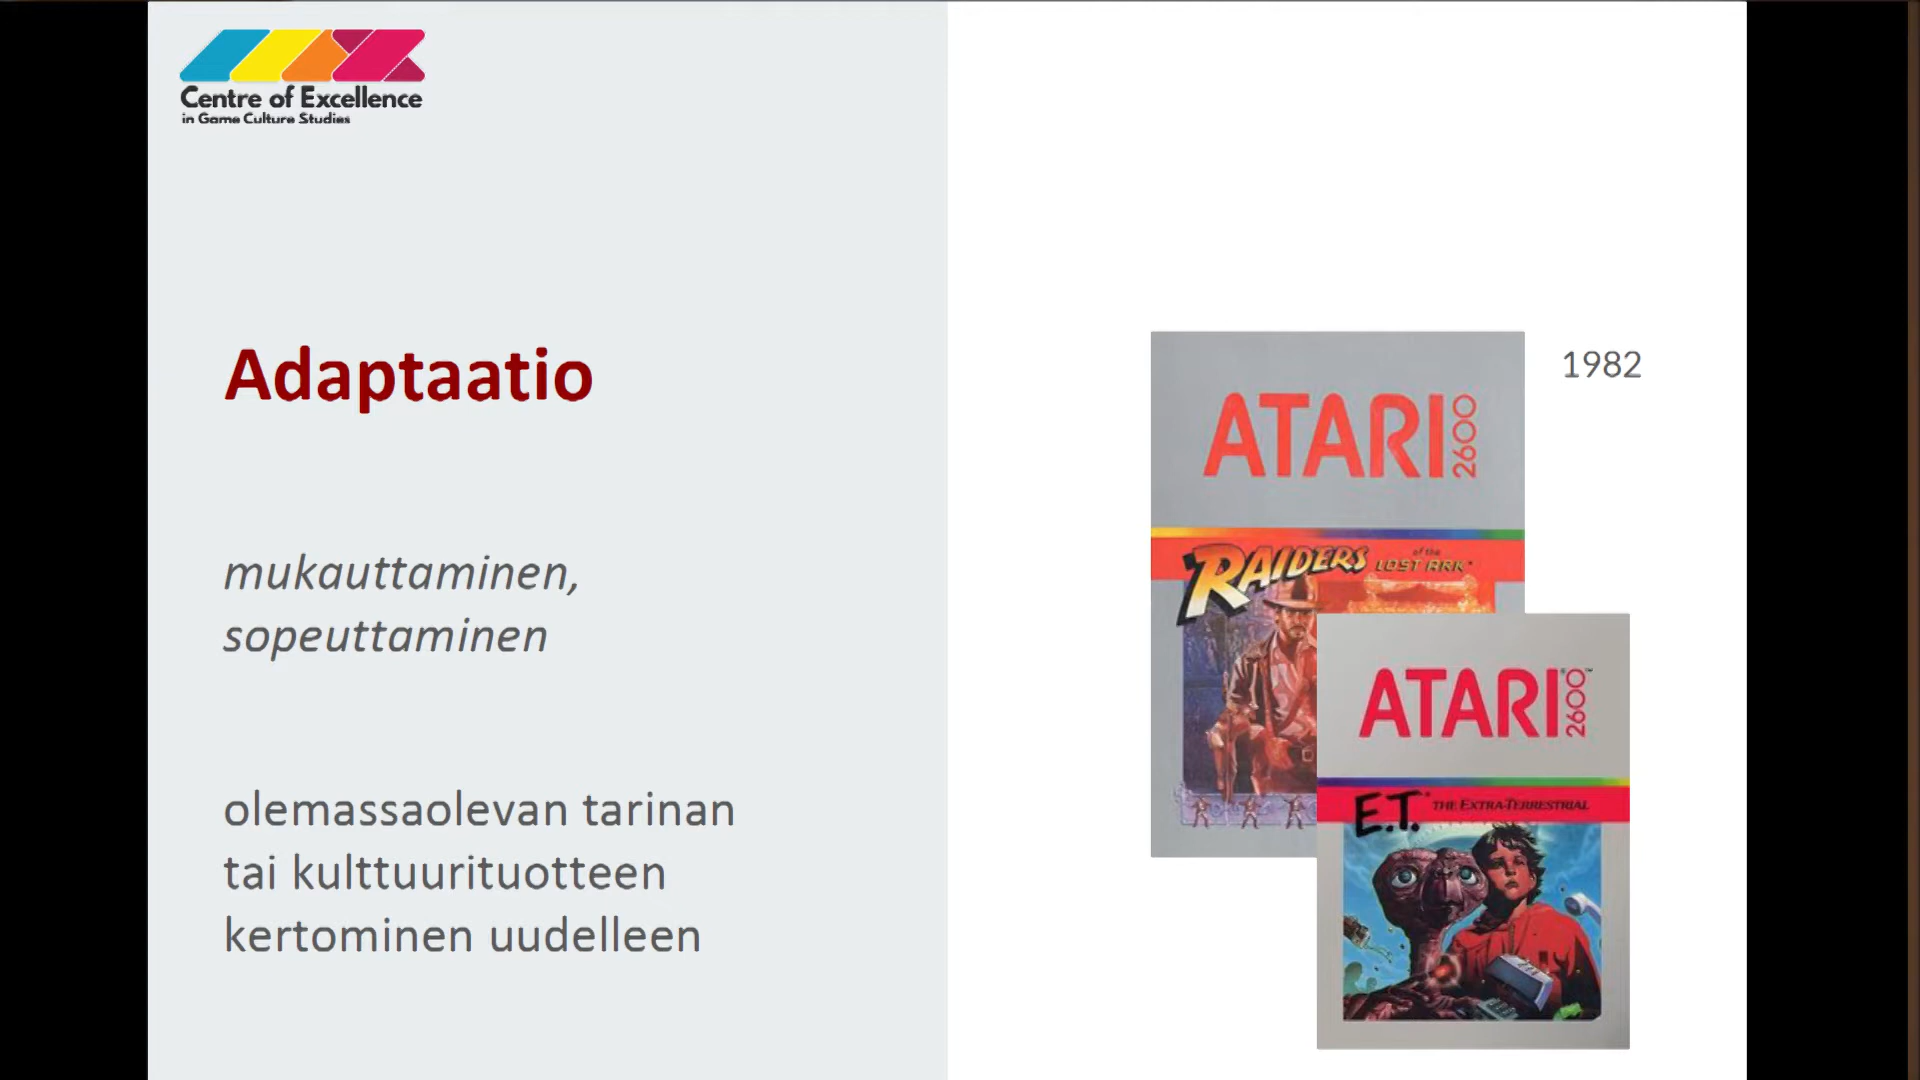 Centre of Excellence
in Game Culture Studies
Adaptaatio
mukauttaminen,
sopeuttaminen
olemassaolevan tarinan
tai kulttuurituotteen
kertominen uudelleen
1982
ATARI 2600
RAIDERS of the LOST ARK
ATARI 2600
E.T. THE EXTRA-TERRESTRIAL